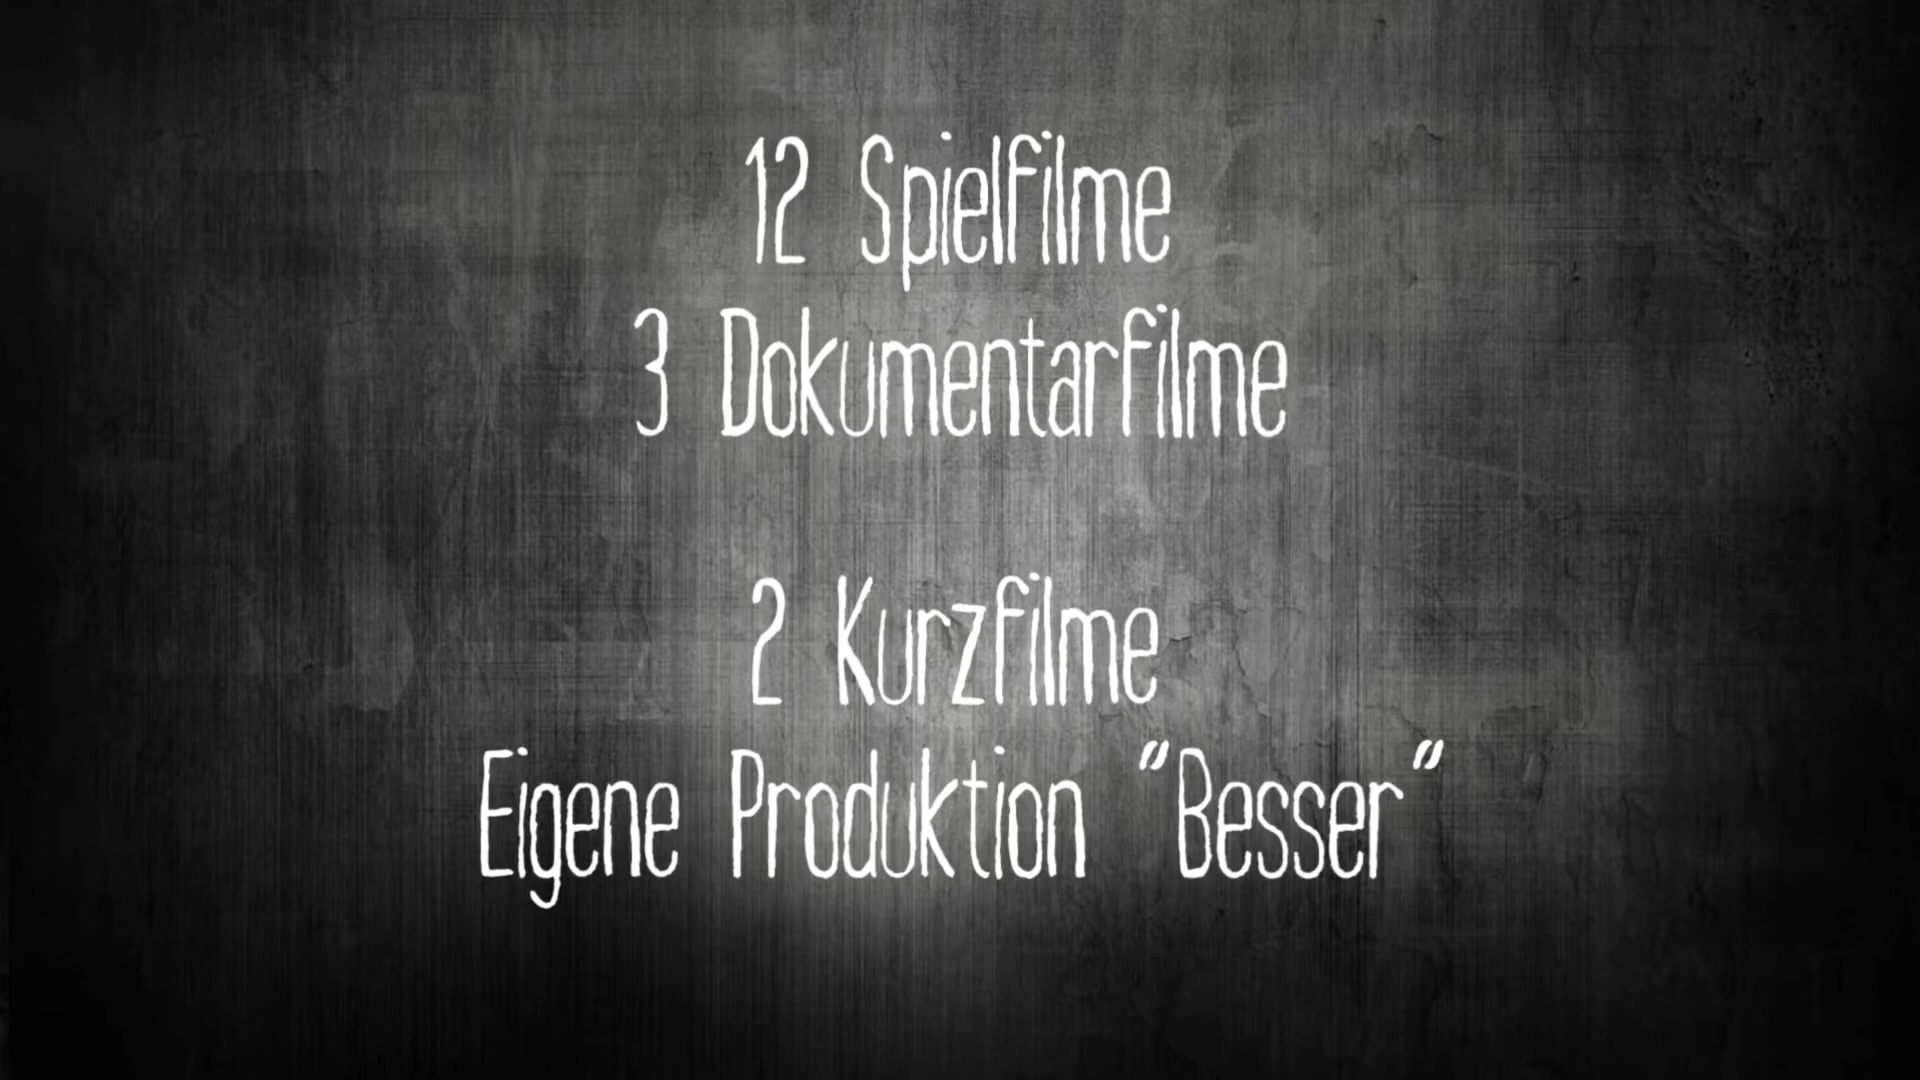 12 Spielfilme
3 Dokumentarfilme
2 Kurzfilme
Eigene Produktion "Besser"